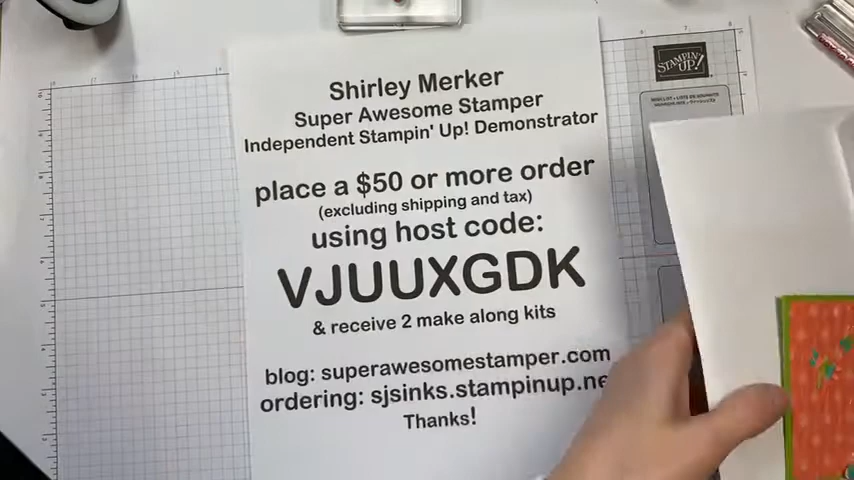 Shirley Merker
Super Awesome Stamper
Independent Stampin' Up! Demonstrator
place a $50 or more order
(excluding shipping and tax)
using host code:
VJUUXGDK
& receive 2 make along kits
blog: superawesomestamper.com
ordering: sjsinks.stampinup.ne
Thanks!
STAMPIN' UP!